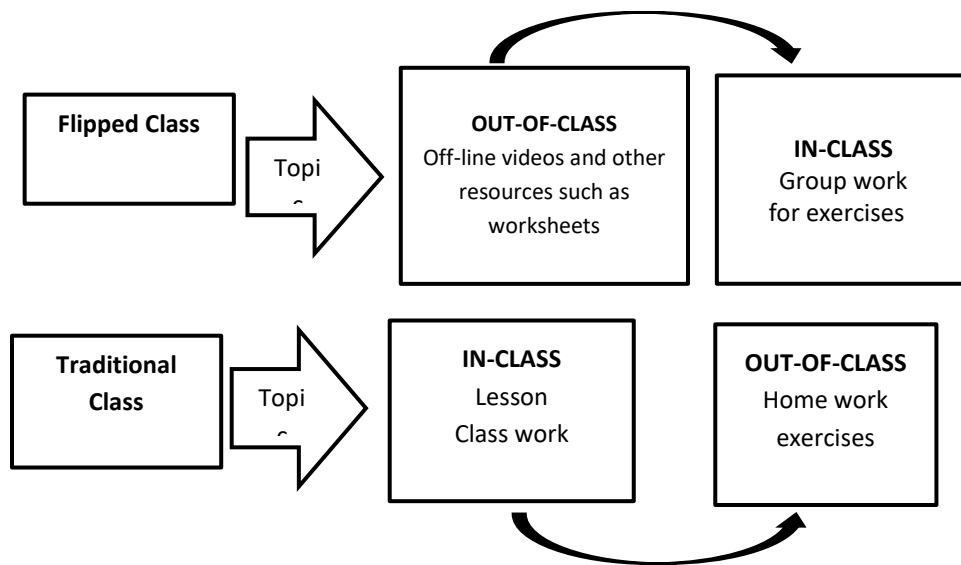 Flipped Class
Topi
OUT-OF-CLASS
Off-line videos and other
resources such as
worksheets
IN-CLASS
Group work
for exercises
Traditional
Class
Topi
IN-CLASS
Lesson
Class work
OUT-OF-CLASS
Home work
exercises